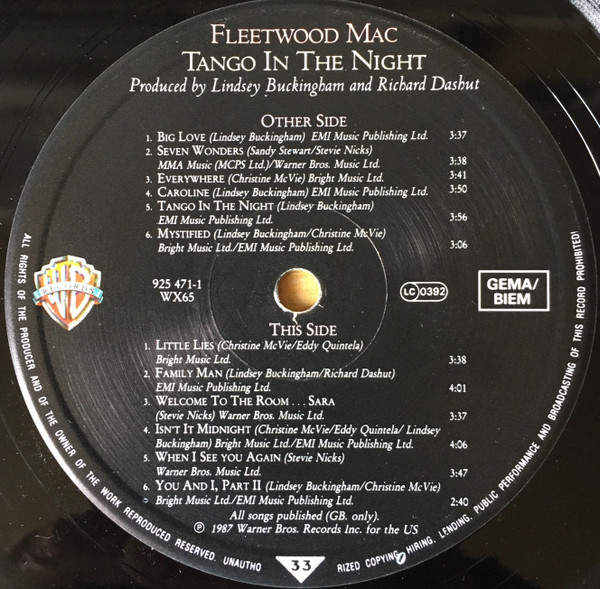 FLEETWOOD MAC
TANGO IN THE NIGHT
Produced by Lindsey Buckingham and Richard Dashut
OTHER SIDE
1. BIG LOVE (Lindsey Buckingham) EMI Music Publishing Ltd. 3:37
2. SEVEN WONDERS (Sandy Stewart/Stevie Nicks)
MMA Music (MCPS Ltd.)/Warner Bros. Music Ltd. 3:38
3. EVERYWHERE (Christine McVie) Bright Music Ltd. 3:41
4. CAROLINE (Lindsey Buckingham) EMI Music Publishing Ltd. 3:50
5. TANGO IN THE NIGHT (Lindsey Buckingham)
EMI Music Publishing Ltd. 3:56
6. MYSTIFIED (Lindsey Buckingham/Christine McVie)
Bright Music Ltd./EMI Music Publishing Ltd. 3:06
RECORDS
925 471-1
WX65
LC 0392
GEMA/
BIEM
THIS SIDE
1. LITTLE LIES (Christine McVie/Eddy Quintela)
Bright Music Ltd. 3:38
2. FAMILY MAN (Lindsey Buckingham/Richard Dashut)
EMI Music Publishing Ltd. 4:01
3. WELCOME TO THE ROOM . . . SARA
(Stevie Nicks) Warner Bros. Music Ltd. 3:37
4. ISN'T IT MIDNIGHT (Christine McVie/Eddy Quintela/ Lindsey
Buckingham) Bright Music Ltd./EMI Music Publishing Ltd. 4:06
5. WHEN I SEE YOU AGAIN (Stevie Nicks)
Warner Bros. Music Ltd. 3:47
6. YOU AND I, PART II (Lindsey Buckingham/Christine McVie)
Bright Music Ltd./EMI Music Publishing Ltd. 2:40
All songs published (GB. only).
℗ 1987 Warner Bros. Records Inc. for the US
ALL RIGHTS OF THE PRODUCER AND OF THE OWNER OF THE WORK REPRODUCED RESERVED. UNAUTHO
33
RIZED COPYING, HIRING, LENDING, PUBLIC PERFORMANCE AND BROADCASTING OF THIS RECORD PROHIBITED!